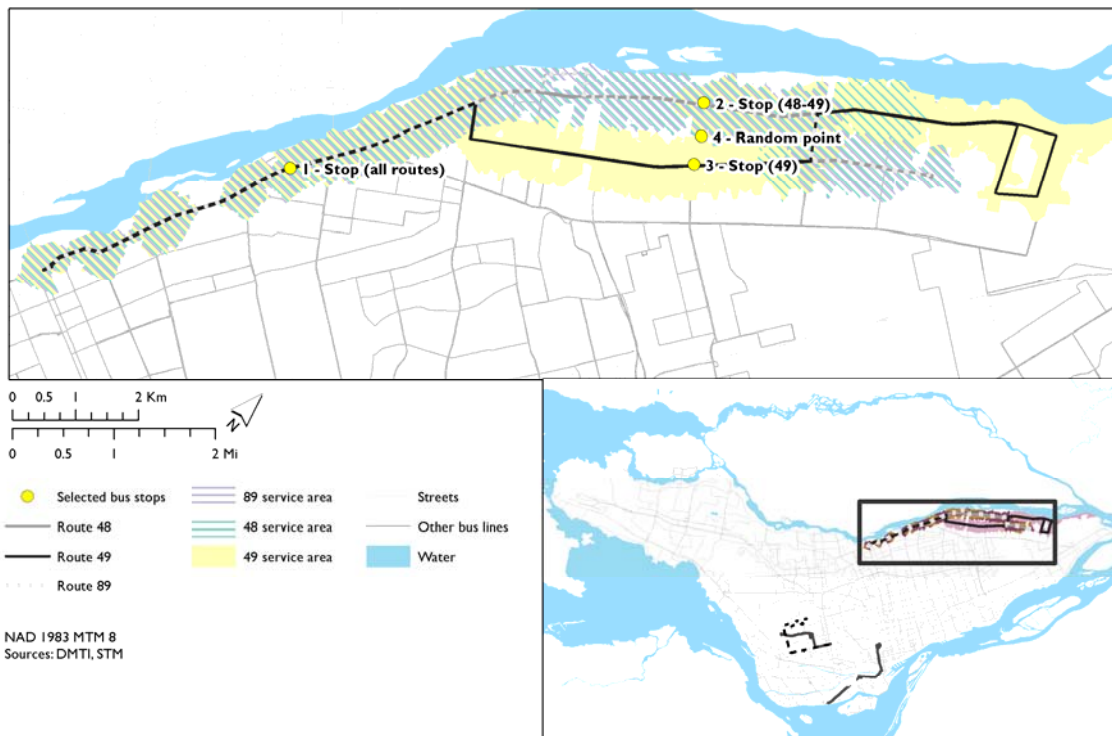 2 - Stop (48-49)
4 - Random point
1 - Stop (all routes)
3 - Stop (49)
0 0.5 1 2 Km
N
0 0.5 1 2 Mi
Selected bus stops
89 service area
Streets
Route 48
48 service area
Other bus lines
Route 49
49 service area
Water
Route 89
NAD 1983 MTM 8
Sources: DMTI, STM